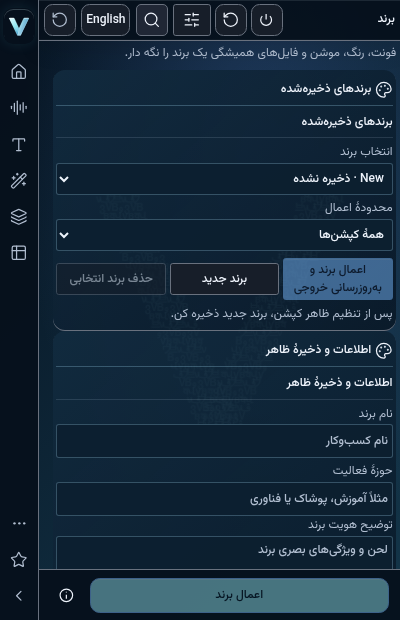 برند
English
فونت، رنگ، موشن و فایل‌های همیشگی یک برند را نگه دار.
برندهای ذخیره‌شده
برندهای ذخیره‌شده
انتخاب برند
New · ذخیره نشده
محدودهٔ اعمال
همهٔ کپشن‌ها
اعمال برند و
به‌روزرسانی خروجی
برند جدید
حذف برند انتخابی
پس از تنظیم ظاهر کپشن، برند جدید ذخیره کن.
اطلاعات و ذخیرهٔ ظاهر
اطلاعات و ذخیرهٔ ظاهر
نام برند
نام کسب‌وکار
حوزهٔ فعالیت
مثلاً آموزش، پوشاک یا فناوری
توضیح هویت برند
لحن و ویژگی‌های بصری برند
اعمال برند